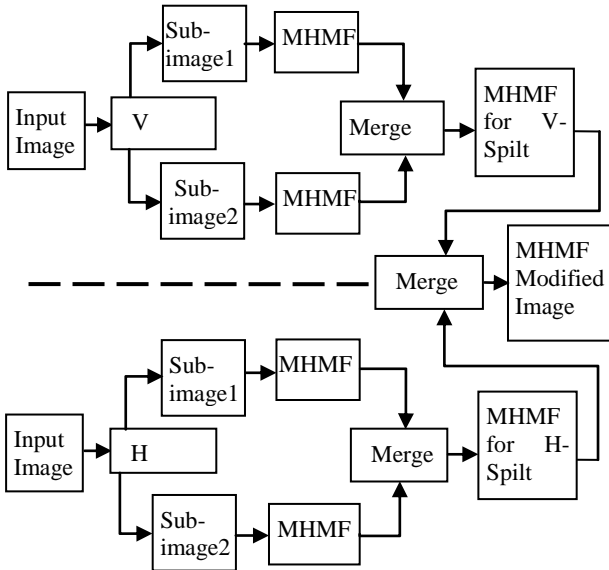 Sub-
image1
MHMF
Input
Image
V
Merge
MHMF
for V-
Spilt
Sub-
image2
MHMF
Merge
MHMF
Modified
Image
Sub-
image1
MHMF
Input
Image
H
Merge
MHMF
for H-
Spilt
Sub-
image2
MHMF